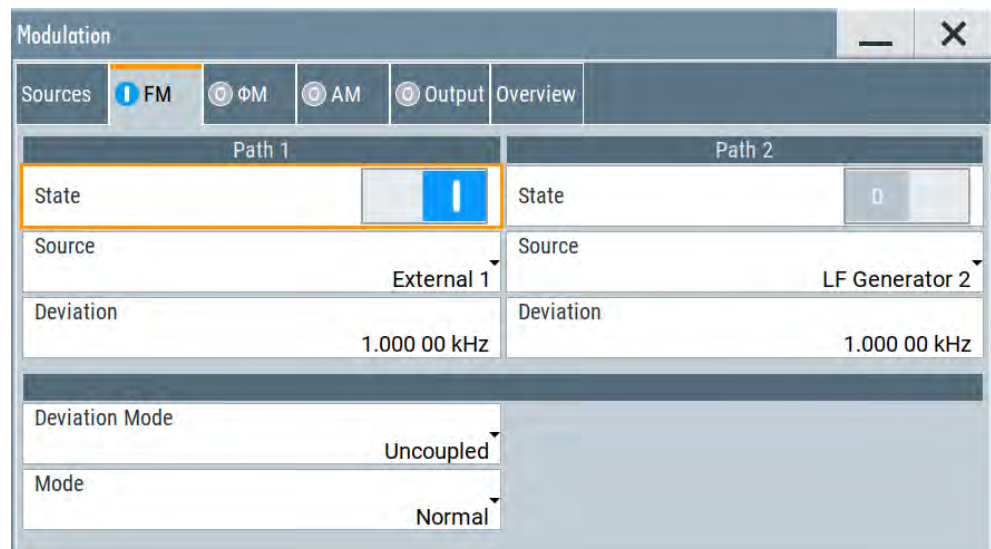 Modulation
Sources FM ΦM AM Output Overview
Path 1 Path 2
State State
Source Source
External 1 LF Generator 2
Deviation Deviation
1.000 00 kHz 1.000 00 kHz
Deviation Mode
Uncoupled
Mode
Normal